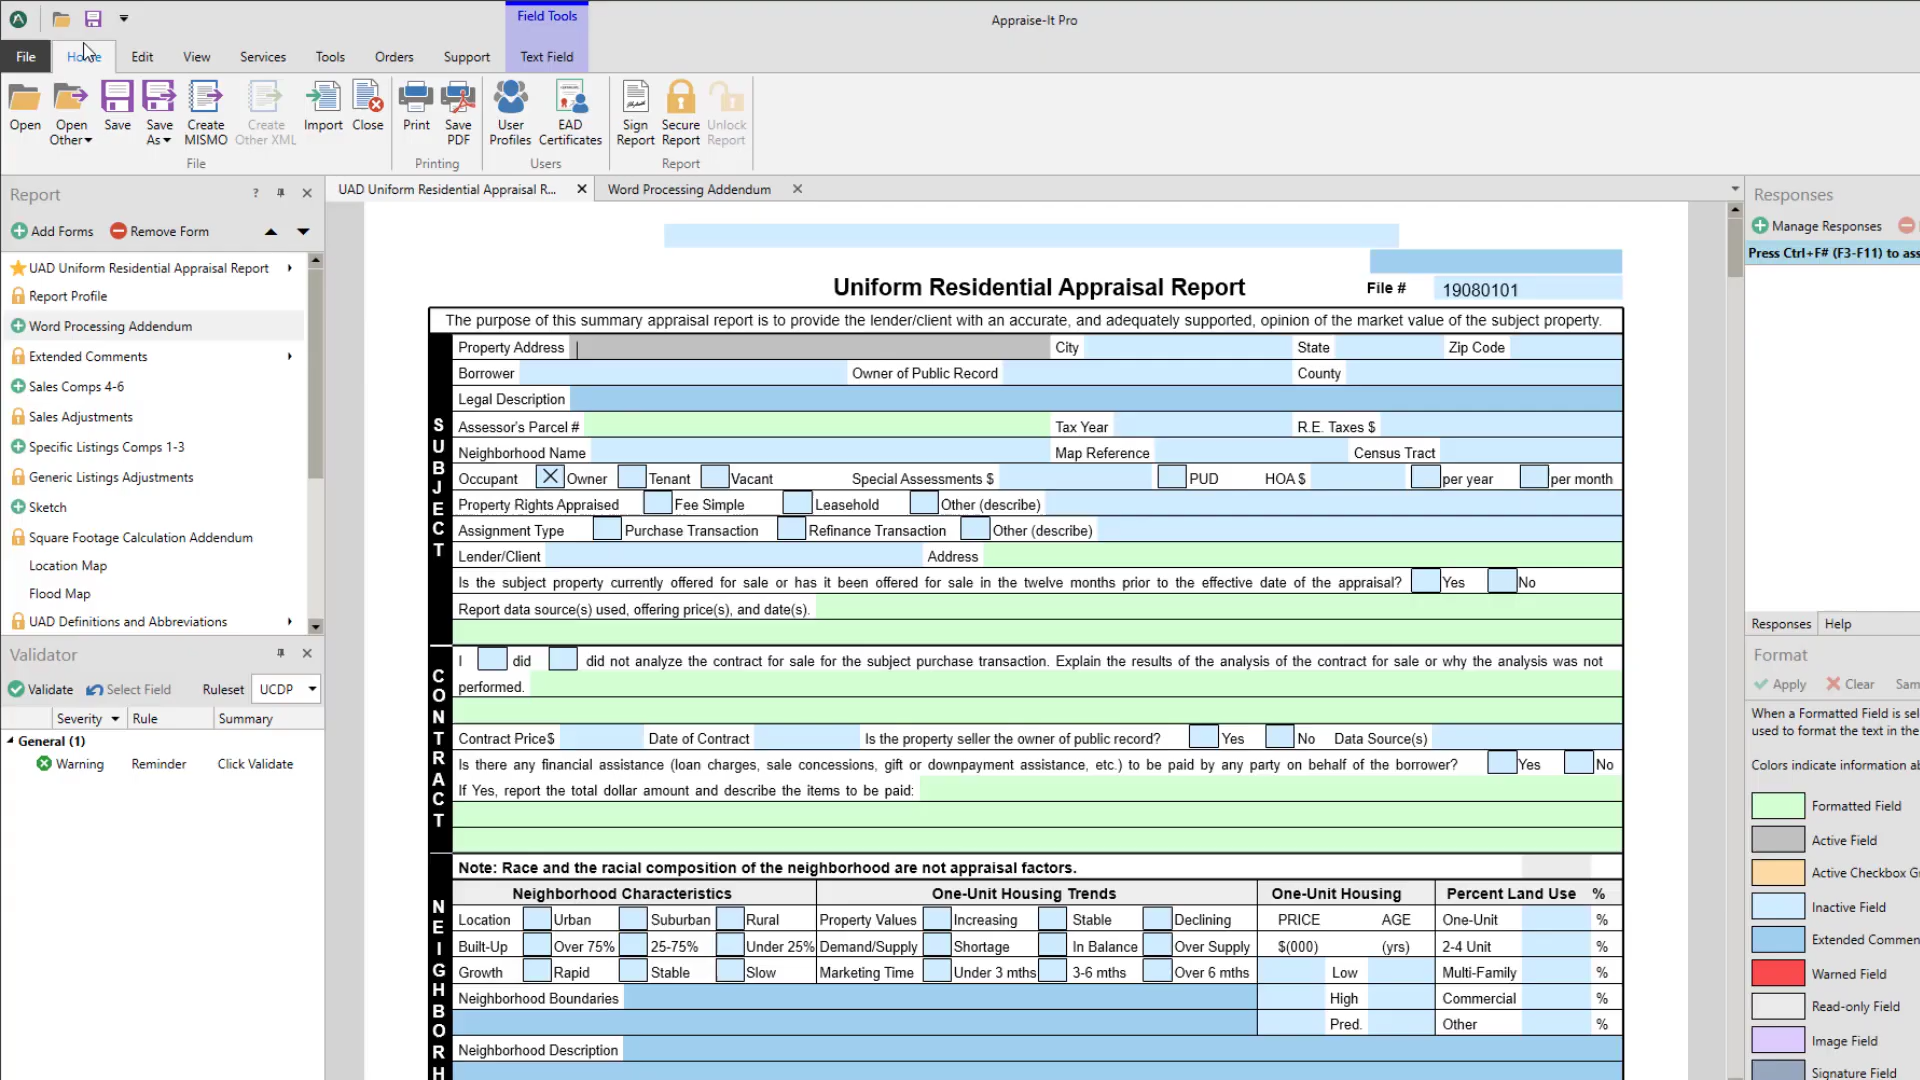 Field Tools
Appraise-It Pro
File
Edit
View
Services
Tools
Orders
Support
Text Field
Open
Open Other
Save
Save As
Create MISMO
Create Other XML
Import
Close
Print
Save PDF
User Profiles
EAD Certificates
Sign Report
Secure Report
Unlock Report
File
Printing
Users
Report
Report
?
Add Forms
Remove Form
UAD Uniform Residential Appraisal Report
Report Profile
Word Processing Addendum
Extended Comments
Sales Comps 4-6
Sales Adjustments
Specific Listings Comps 1-3
Generic Listings Adjustments
Sketch
Square Footage Calculation Addendum
Location Map
Flood Map
UAD Definitions and Abbreviations
Validator
Validate
Select Field
Ruleset
UCDP
Severity
Rule
Summary
General (1)
Warning
Reminder
Click Validate
UAD Uniform Residential Appraisal R...
Word Processing Addendum
Uniform Residential Appraisal Report
File #
19080101
The purpose of this summary appraisal report is to provide the lender/client with an accurate, and adequately supported, opinion of the market value of the subject property.
SUBJECT
Property Address
City
State
Zip Code
Borrower
Owner of Public Record
County
Legal Description
Assessor's Parcel #
Tax Year
R.E. Taxes $
Neighborhood Name
Map Reference
Census Tract
Occupant
Owner
Tenant
Vacant
Special Assessments $
PUD
HOA $
per year
per month
Property Rights Appraised
Fee Simple
Leasehold
Other (describe)
Assignment Type
Purchase Transaction
Refinance Transaction
Other (describe)
Lender/Client
Address
Is the subject property currently offered for sale or has it been offered for sale in the twelve months prior to the effective date of the appraisal?
Yes
No
Report data source(s) used, offering price(s), and date(s).
CONTRACT
I
did
did not analyze the contract for sale for the subject purchase transaction. Explain the results of the analysis of the contract for sale or why the analysis was not
performed.
Contract Price$
Date of Contract
Is the property seller the owner of public record?
Yes
No
Data Source(s)
Is there any financial assistance (loan charges, sale concessions, gift or downpayment assistance, etc.) to be paid by any party on behalf of the borrower?
Yes
No
If Yes, report the total dollar amount and describe the items to be paid:
NEIGHBORH
Note: Race and the racial composition of the neighborhood are not appraisal factors.
Neighborhood Characteristics
One-Unit Housing Trends
One-Unit Housing
Percent Land Use %
Location
Urban
Suburban
Rural
Property Values
Increasing
Stable
Declining
PRICE
AGE
One-Unit
%
Built-Up
Over 75%
25-75%
Under 25%
Demand/Supply
Shortage
In Balance
Over Supply
$(000)
(yrs)
2-4 Unit
%
Growth
Rapid
Stable
Slow
Marketing Time
Under 3 mths
3-6 mths
Over 6 mths
Low
Multi-Family
%
Neighborhood Boundaries
High
Commercial
%
Pred.
Other
%
Neighborhood Description
Responses
Manage Responses
Press Ctrl+F# (F3-F11) to ass
Responses
Help
Format
Apply
Clear
Sam
When a Formatted Field is sel
used to format the text in the
Colors indicate information ab
Formatted Field
Active Field
Active Checkbox Gr
Inactive Field
Extended Commen
Warned Field
Read-only Field
Image Field
Signature Field